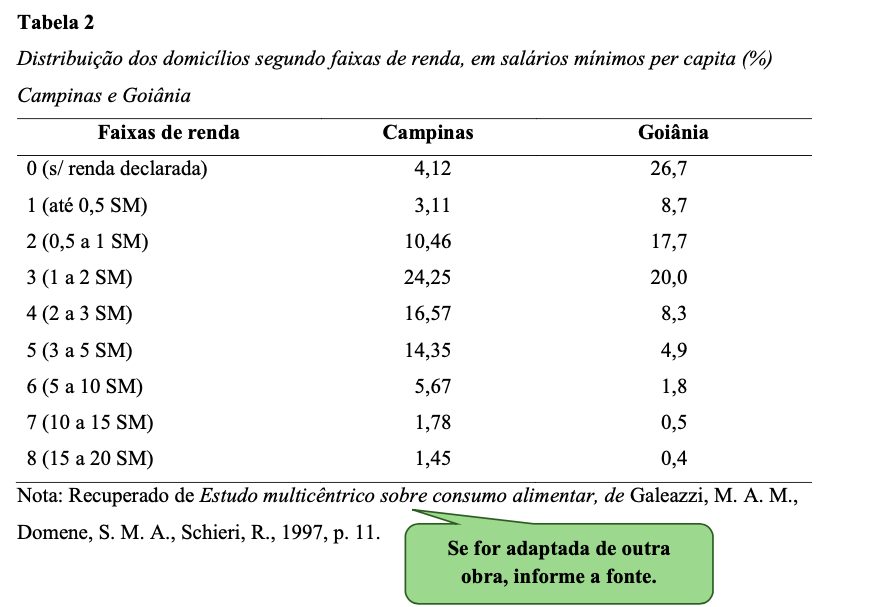 Tabela 2
Distribuição dos domicílios segundo faixas de renda, em salários mínimos per capita (%)
Campinas e Goiânia
Faixas de renda Campinas Goiânia
0 (s/ renda declarada) 4,12 26,7
1 (até 0,5 SM) 3,11 8,7
2 (0,5 a 1 SM) 10,46 17,7
3 (1 a 2 SM) 24,25 20,0
4 (2 a 3 SM) 16,57 8,3
5 (3 a 5 SM) 14,35 4,9
6 (5 a 10 SM) 5,67 1,8
7 (10 a 15 SM) 1,78 0,5
8 (15 a 20 SM) 1,45 0,4
Nota: Recuperado de Estudo multicêntrico sobre consumo alimentar, de Galeazzi, M. A. M.,
Domene, S. M. A., Schieri, R., 1997, p. 11.
Se for adaptada de outra
obra, informe a fonte.